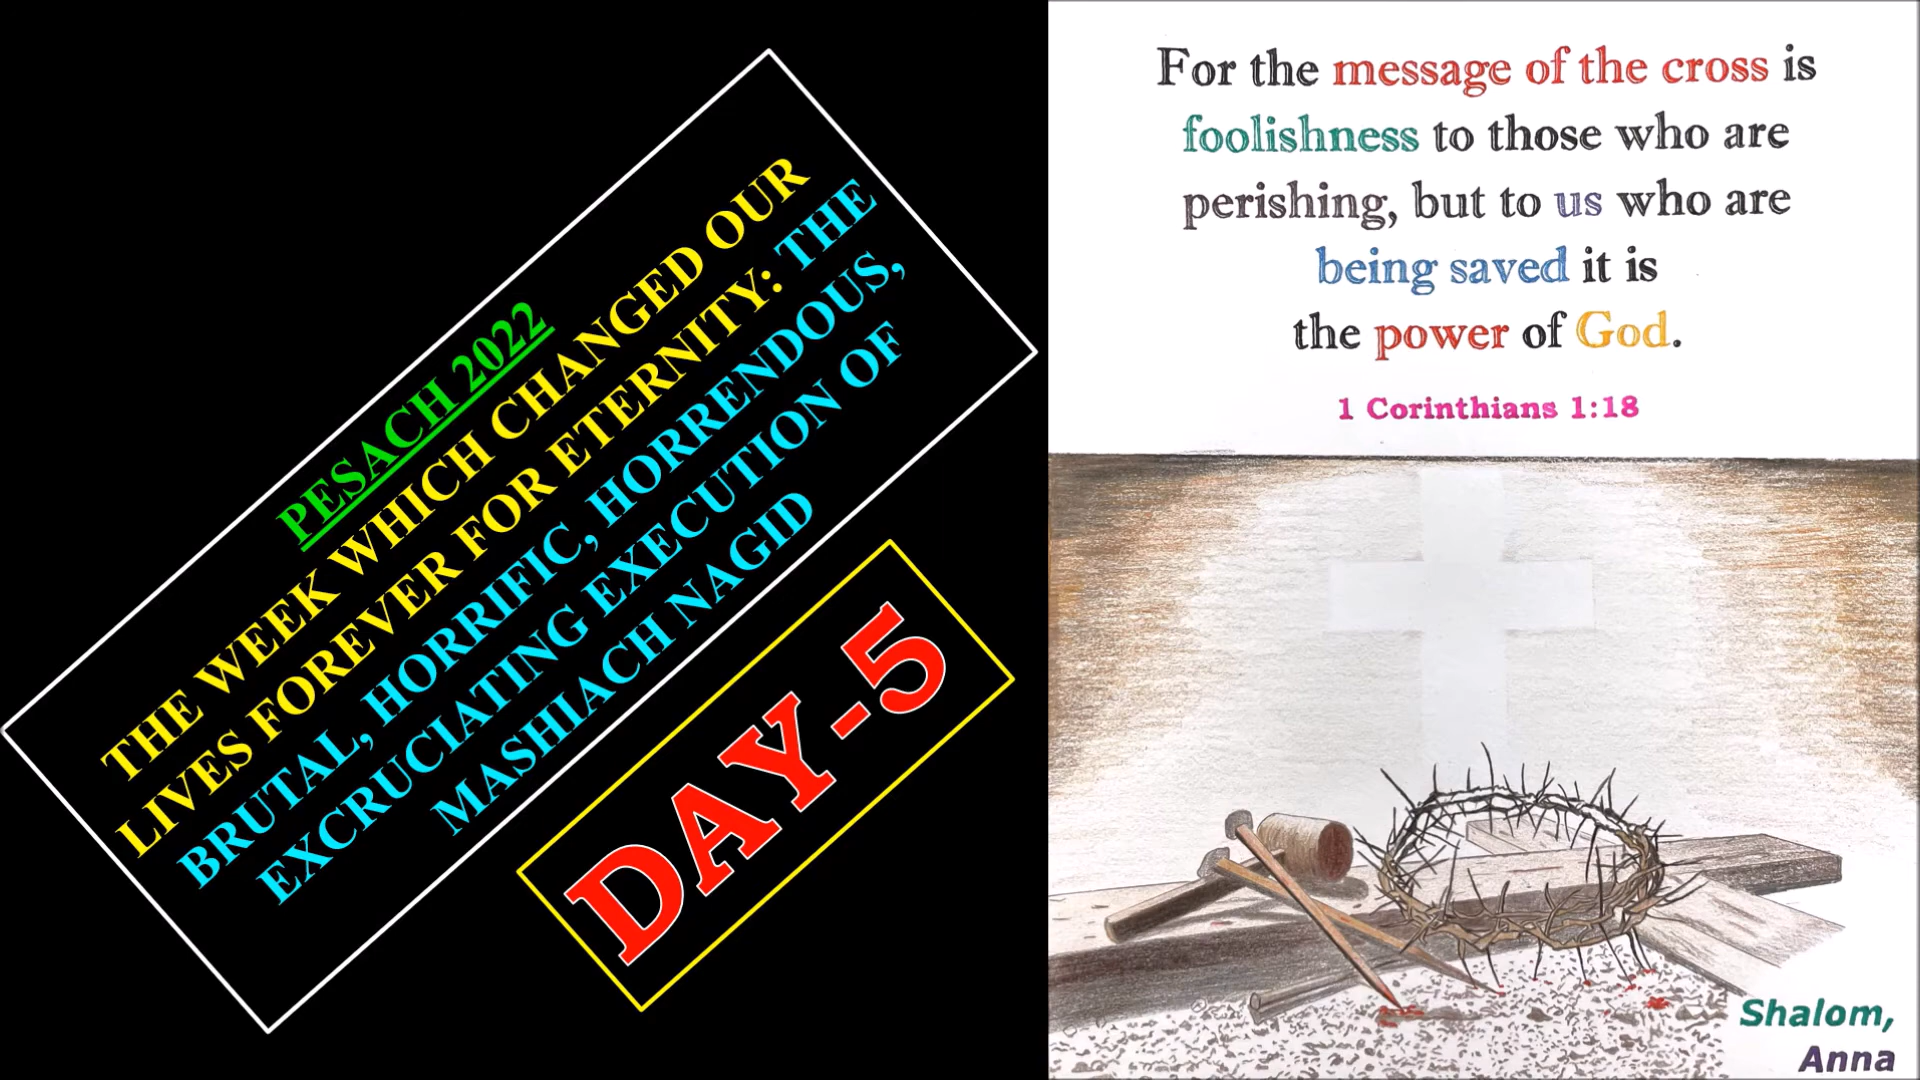 PESACH 2022
THE WEEK WHICH CHANGED OUR
LIVES FOREVER FOR ETERNITY: THE
BRUTAL, HORRIFIC, HORRENDOUS,
EXCRUCIATING EXECUTION OF
MASHIACH NAGID
DAY-5
For the message of the cross is
foolishness to those who are
perishing, but to us who are
being saved it is
the power of God.
1 Corinthians 1:18
Shalom,
Anna